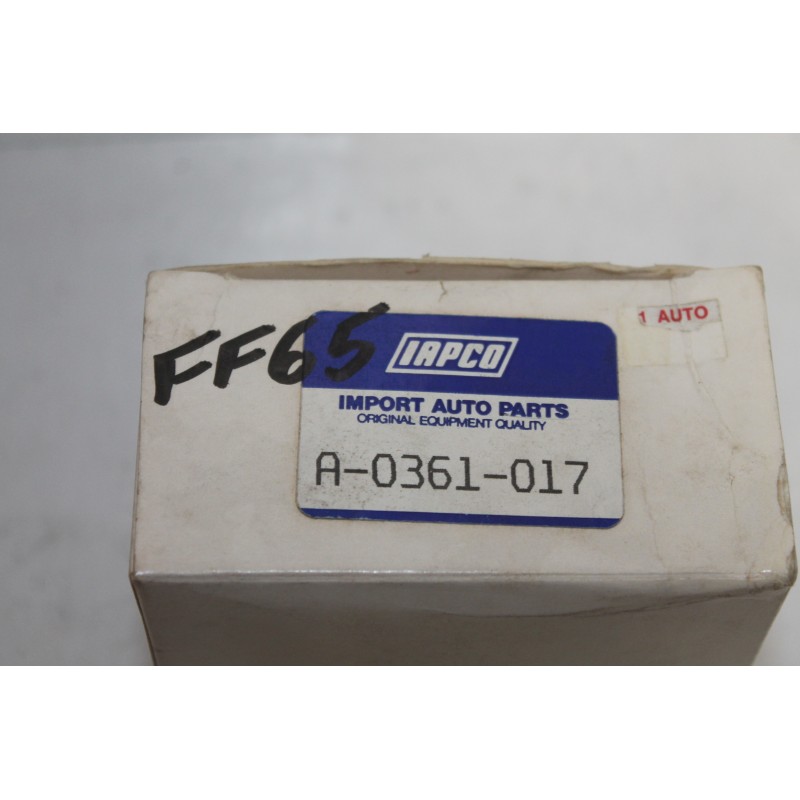 FF65
IAPCO
1 AUTO
IMPORT AUTO PARTS
ORIGINAL EQUIPMENT QUALITY
A-0361-017